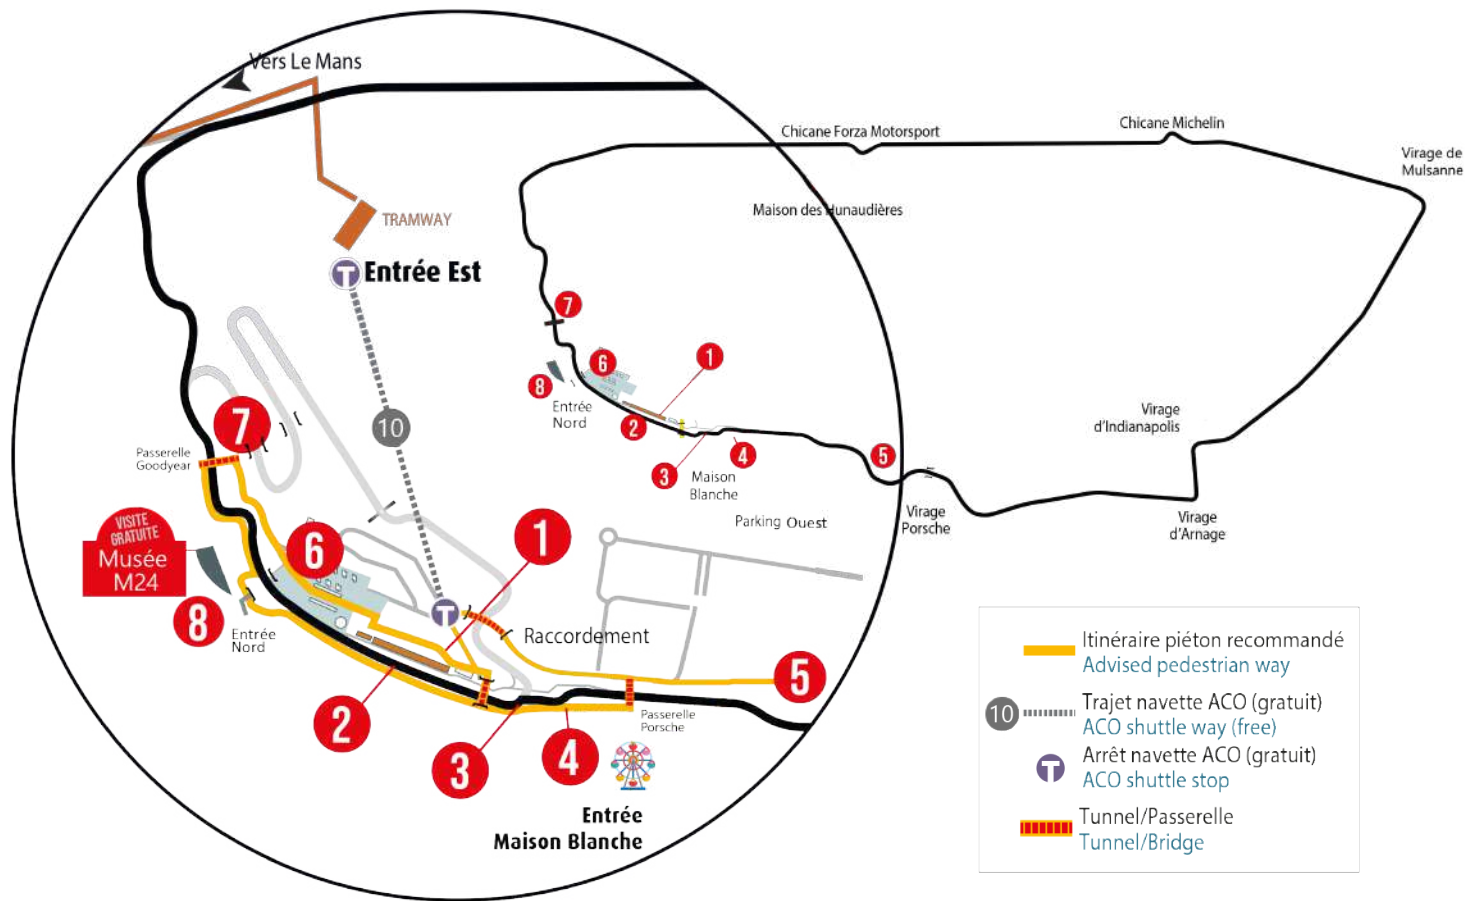 Vers Le Mans
Chicane Forza Motorsport
Chicane Michelin
Virage de
Mulsanne
Maison des Hunaudières
TRAMWAY
T Entrée Est
7
6
1
8
Entrée
Nord
2
3
4
5
Maison
Blanche
Parking Ouest
Virage
d'Indianapolis
Virage
Porsche
Virage
d'Arnage
10
7
Passerelle
Goodyear
VISITE
GRATUITE
Musée
M24
6
1
8
Entrée
Nord
T
Raccordement
5
2
3
4
Passerelle
Porsche
Entrée
Maison Blanche
Itinéraire piéton recommandé
Advised pedestrian way
10 Trajet navette ACO (gratuit)
ACO shuttle way (free)
T Arrêt navette ACO (gratuit)
ACO shuttle stop
Tunnel/Passerelle
Tunnel/Bridge